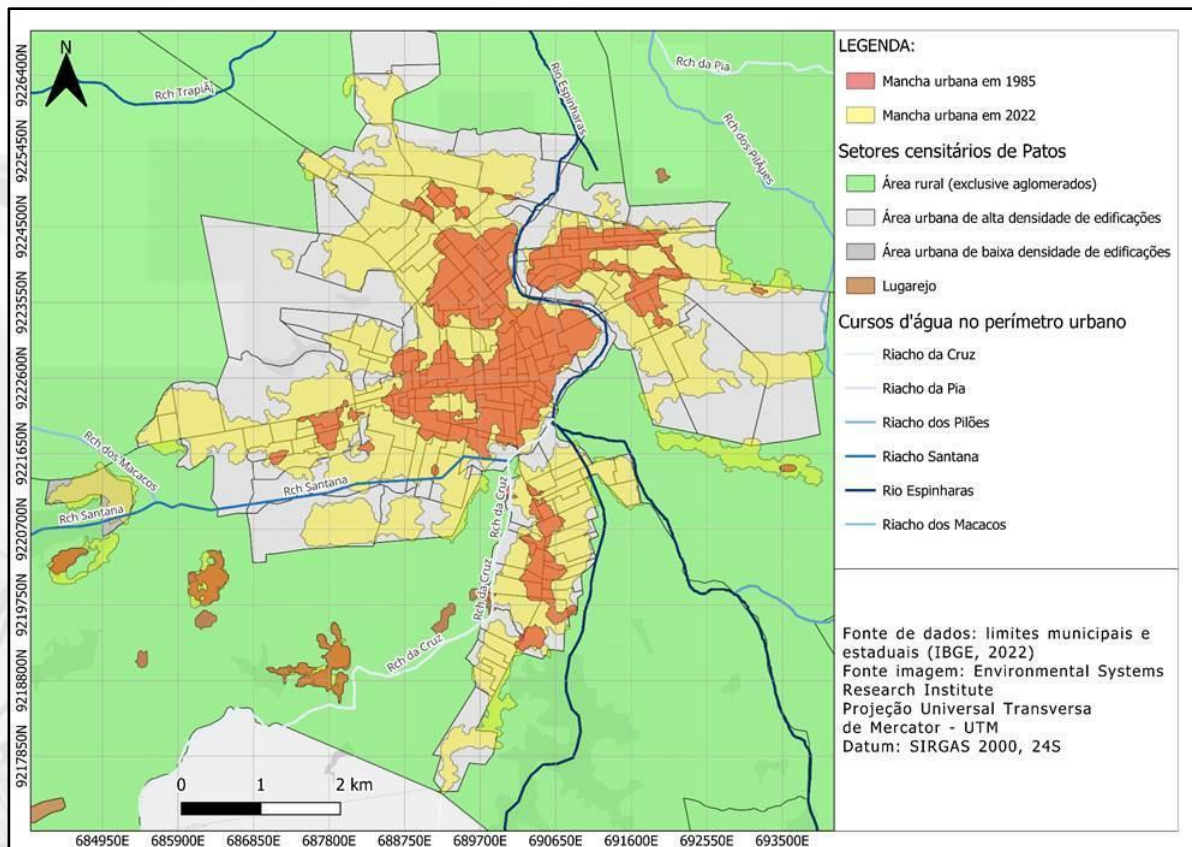 N
9226400N
9225450N
9224500N
9223550N
9222600N
9221650N
9220700N
9219750N
9218800N
9217850N
Rch TrapiÃ¡
Rio Espinharas
Rch da Pia
Rch dos PilÃµes
Rch dos Macacos
Rch Santana
Rch Santana
Rch da Cruz
Rch da Cruz
Rch da Cruz
0 1 2 km
684950E 685900E 686850E 687800E 688750E 689700E 690650E 691600E 692550E 693500E
LEGENDA:
Mancha urbana em 1985
Mancha urbana em 2022
Setores censitários de Patos
Área rural (exclusive aglomerados)
Área urbana de alta densidade de edificações
Área urbana de baixa densidade de edificações
Lugarejo
Cursos d'água no perímetro urbano
Riacho da Cruz
Riacho da Pia
Riacho dos Pilões
Riacho Santana
Rio Espinharas
Riacho dos Macacos
Fonte de dados: limites municipais e
estaduais (IBGE, 2022)
Fonte imagem: Environmental Systems
Research Institute
Projeção Universal Transversa
de Mercator - UTM
Datum: SIRGAS 2000, 24S